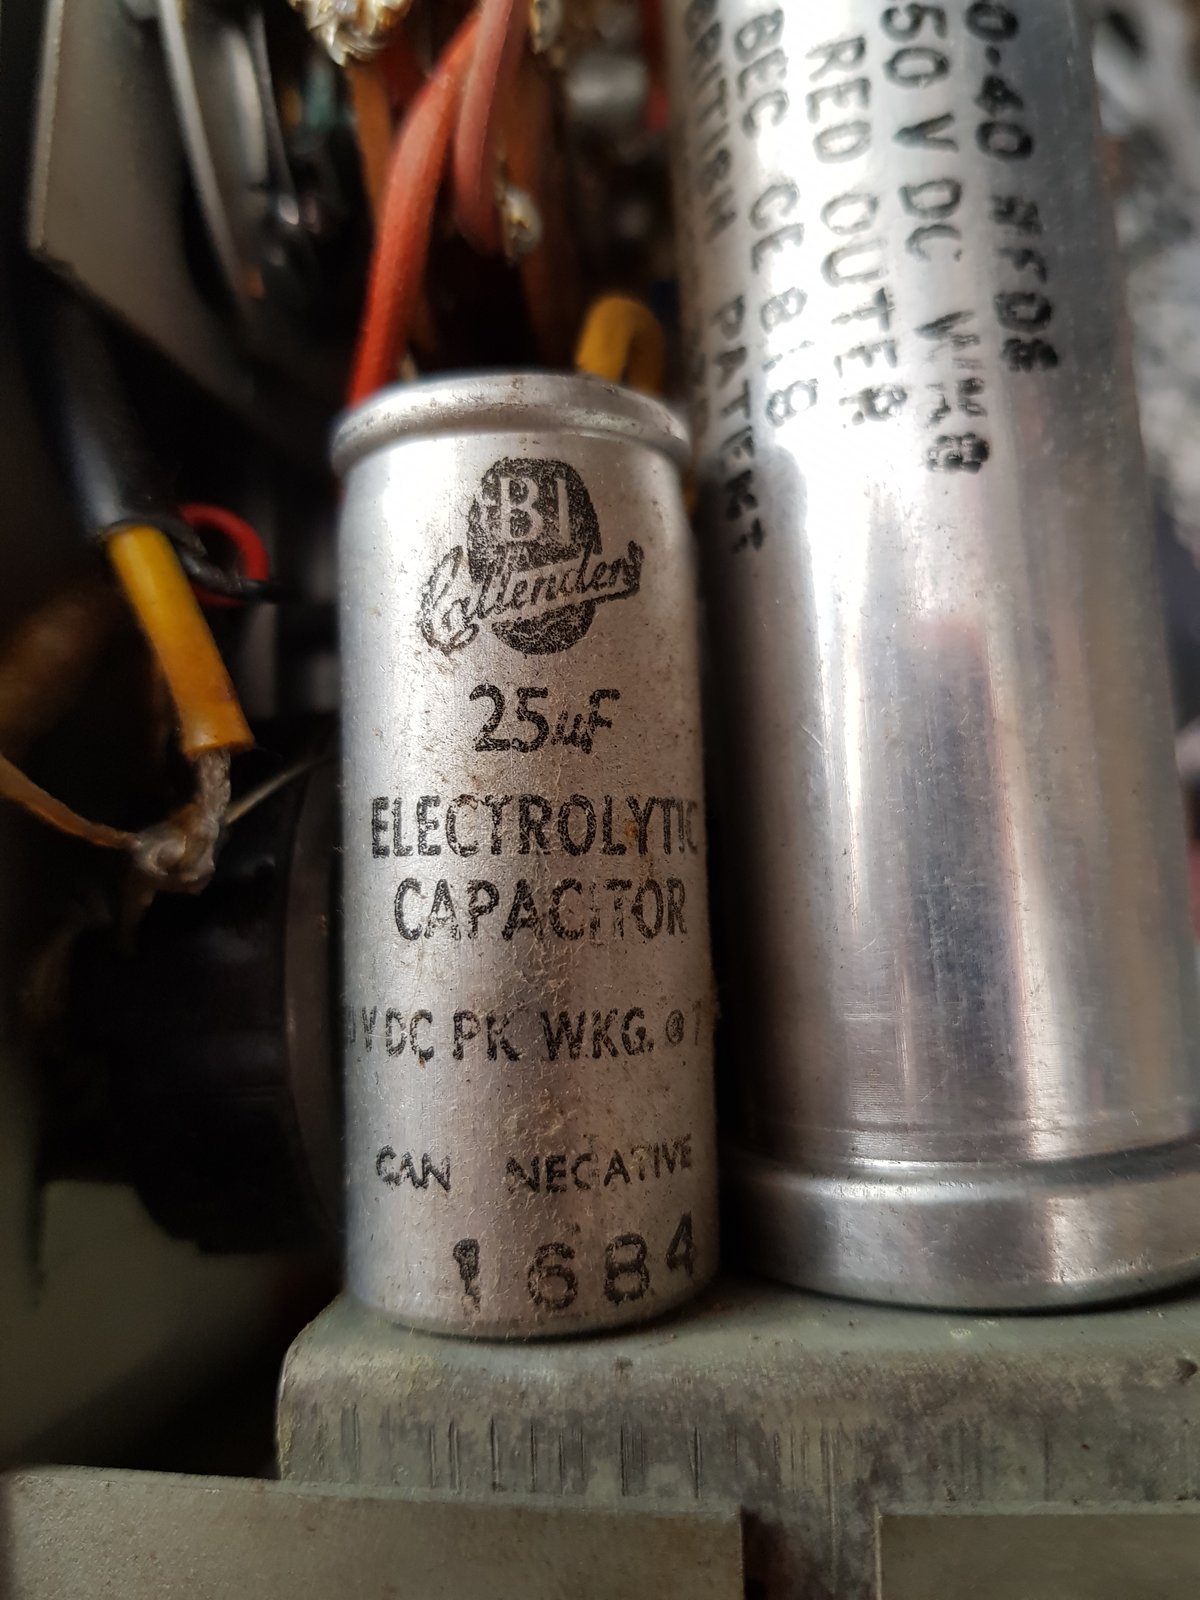 BI
Callenders
25uF
ELECTROLYTIC
CAPACITOR
VDC PK WKG. @
CAN NEGATIVE
1684
0-40 MFDS
50 V DC WKG
RED OUTER
BEC CE 818
BRITISH PATENT